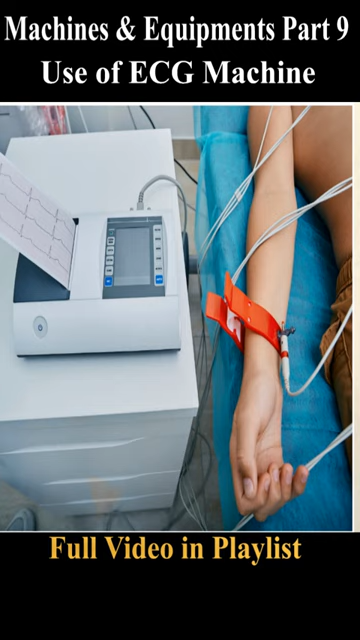 Machines & Equipments Part 9
Use of ECG Machine
Full Video in Playlist